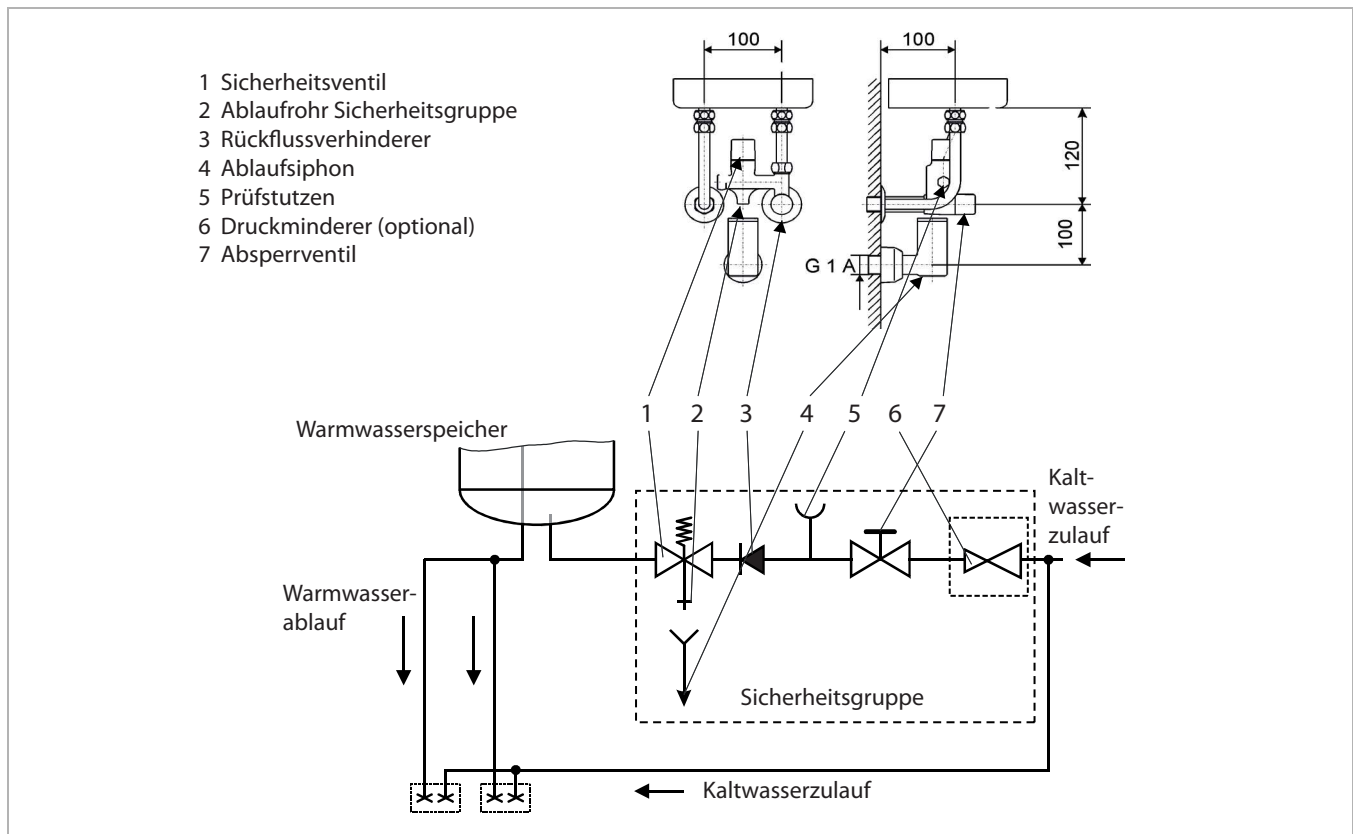 100
100
1 Sicherheitsventil
2 Ablaufrohr Sicherheitsgruppe
3 Rückflussverhinderer
4 Ablaufsiphon
5 Prüfstutzen
6 Druckminderer (optional)
7 Absperrventil
120
100
G 1 A
1 2 3 4 5 6 7
Warmwasserspeicher
Kalt-
wasser-
zulauf
Warmwasser-
ablauf
Sicherheitsgruppe
Kaltwasserzulauf